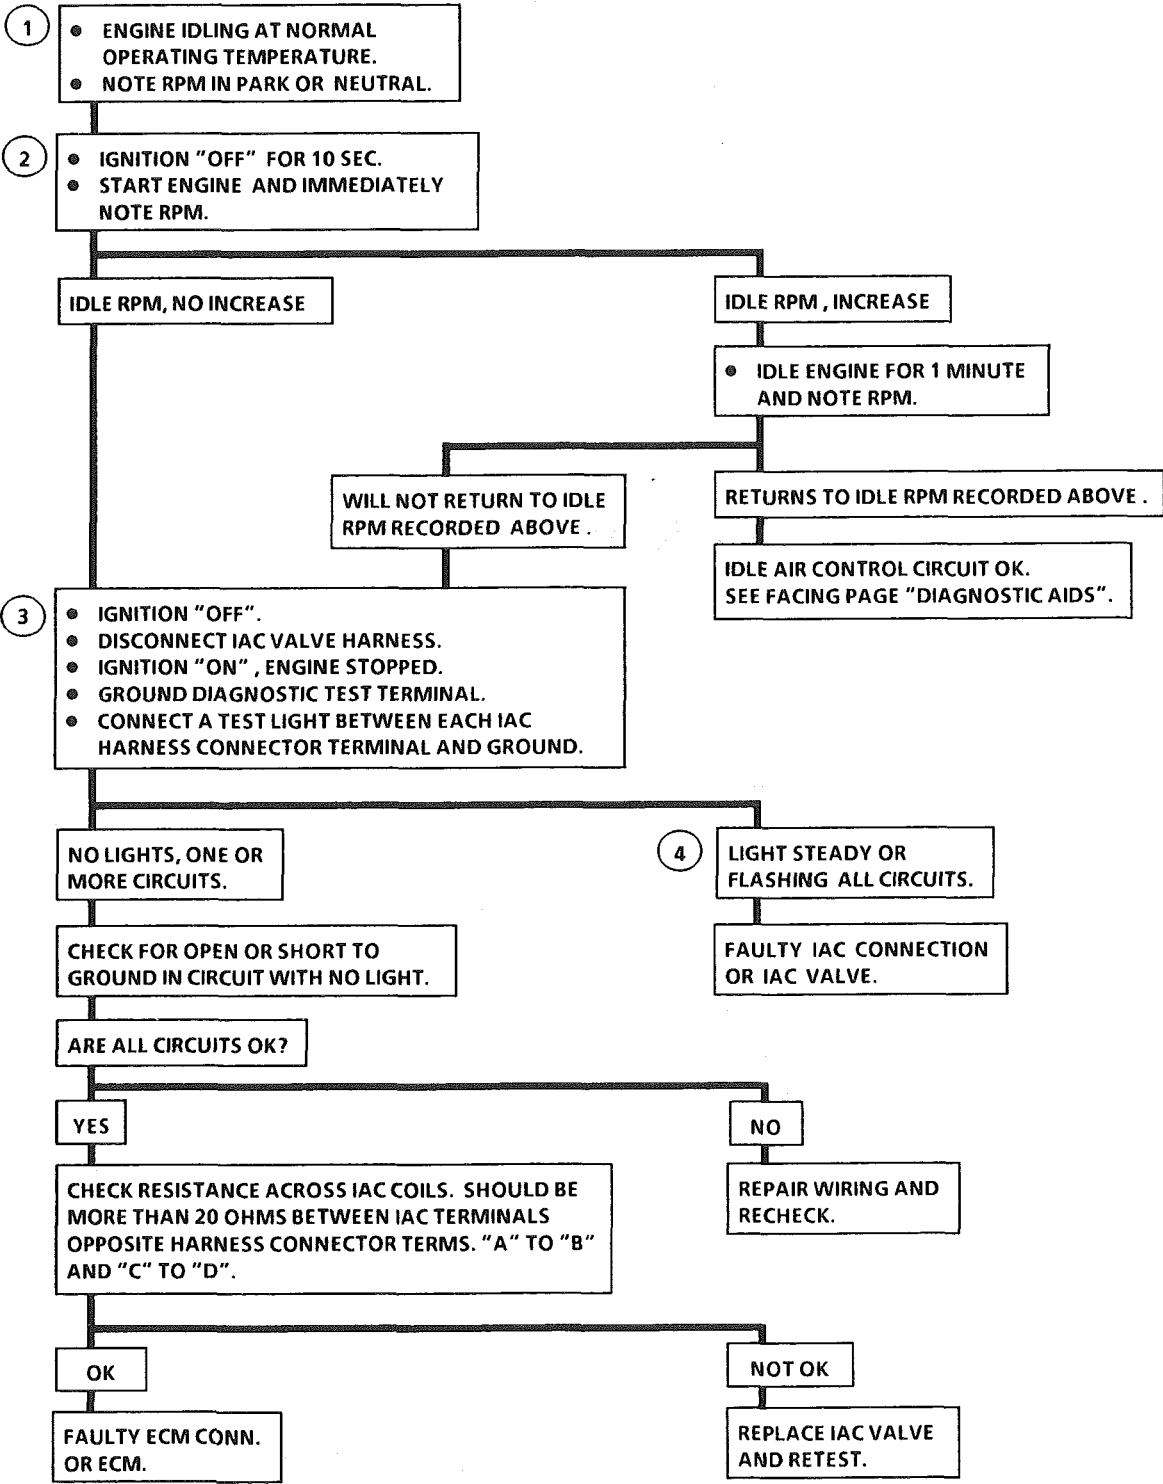 1
● ENGINE IDLING AT NORMAL
OPERATING TEMPERATURE.
● NOTE RPM IN PARK OR NEUTRAL.
2
● IGNITION "OFF" FOR 10 SEC.
● START ENGINE AND IMMEDIATELY
NOTE RPM.
IDLE RPM, NO INCREASE
IDLE RPM , INCREASE
● IDLE ENGINE FOR 1 MINUTE
AND NOTE RPM.
WILL NOT RETURN TO IDLE
RPM RECORDED ABOVE .
RETURNS TO IDLE RPM RECORDED ABOVE .
IDLE AIR CONTROL CIRCUIT OK.
SEE FACING PAGE "DIAGNOSTIC AIDS".
3
● IGNITION "OFF".
● DISCONNECT IAC VALVE HARNESS.
● IGNITION "ON" , ENGINE STOPPED.
● GROUND DIAGNOSTIC TEST TERMINAL.
● CONNECT A TEST LIGHT BETWEEN EACH IAC
HARNESS CONNECTOR TERMINAL AND GROUND.
NO LIGHTS, ONE OR
MORE CIRCUITS.
4
LIGHT STEADY OR
FLASHING ALL CIRCUITS.
CHECK FOR OPEN OR SHORT TO
GROUND IN CIRCUIT WITH NO LIGHT.
FAULTY IAC CONNECTION
OR IAC VALVE.
ARE ALL CIRCUITS OK?
YES
NO
CHECK RESISTANCE ACROSS IAC COILS. SHOULD BE
MORE THAN 20 OHMS BETWEEN IAC TERMINALS
OPPOSITE HARNESS CONNECTOR TERMS. "A" TO "B"
AND "C" TO "D".
REPAIR WIRING AND
RECHECK.
OK
NOT OK
FAULTY ECM CONN.
OR ECM.
REPLACE IAC VALVE
AND RETEST.